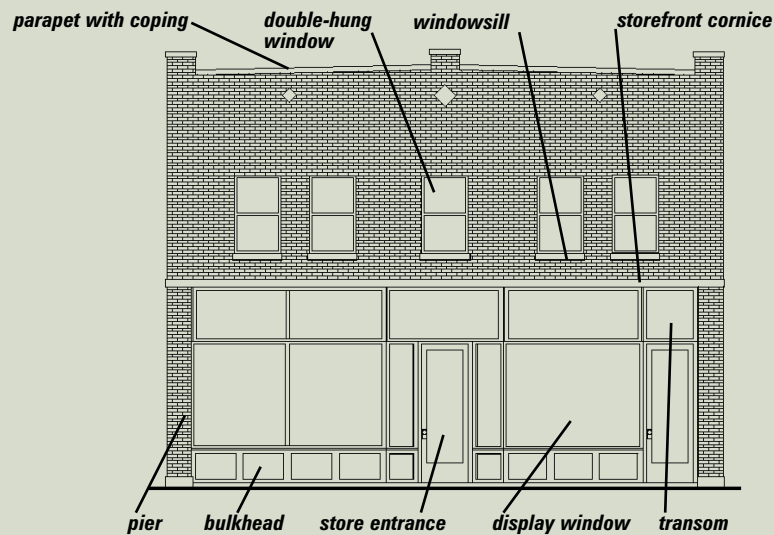 parapet with coping
double-hung
window
windowsill
storefront cornice
pier
bulkhead
store entrance
display window
transom